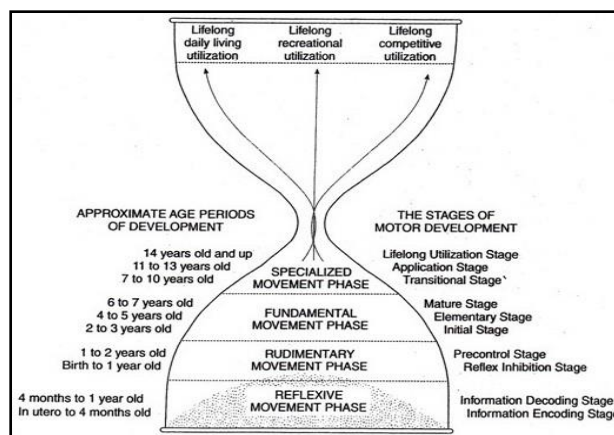 Lifelong
daily living
utilization
Lifelong
recreational
utilization
Lifelong
competitive
utilization
APPROXIMATE AGE PERIODS
OF DEVELOPMENT
THE STAGES OF
MOTOR DEVELOPMENT
14 years old and up
11 to 13 years old
7 to 10 years old
SPECIALIZED
MOVEMENT PHASE
Lifelong Utilization Stage
Application Stage
Transitional Stage
6 to 7 years old
4 to 5 years old
2 to 3 years old
FUNDAMENTAL
MOVEMENT PHASE
Mature Stage
Elementary Stage
Initial Stage
1 to 2 years old
Birth to 1 year old
RUDIMENTARY
MOVEMENT PHASE
Precontrol Stage
Reflex Inhibition Stage
4 months to 1 year old
In utero to 4 months old
REFLEXIVE
MOVEMENT PHASE
Information Decoding Stage
Information Encoding Stage